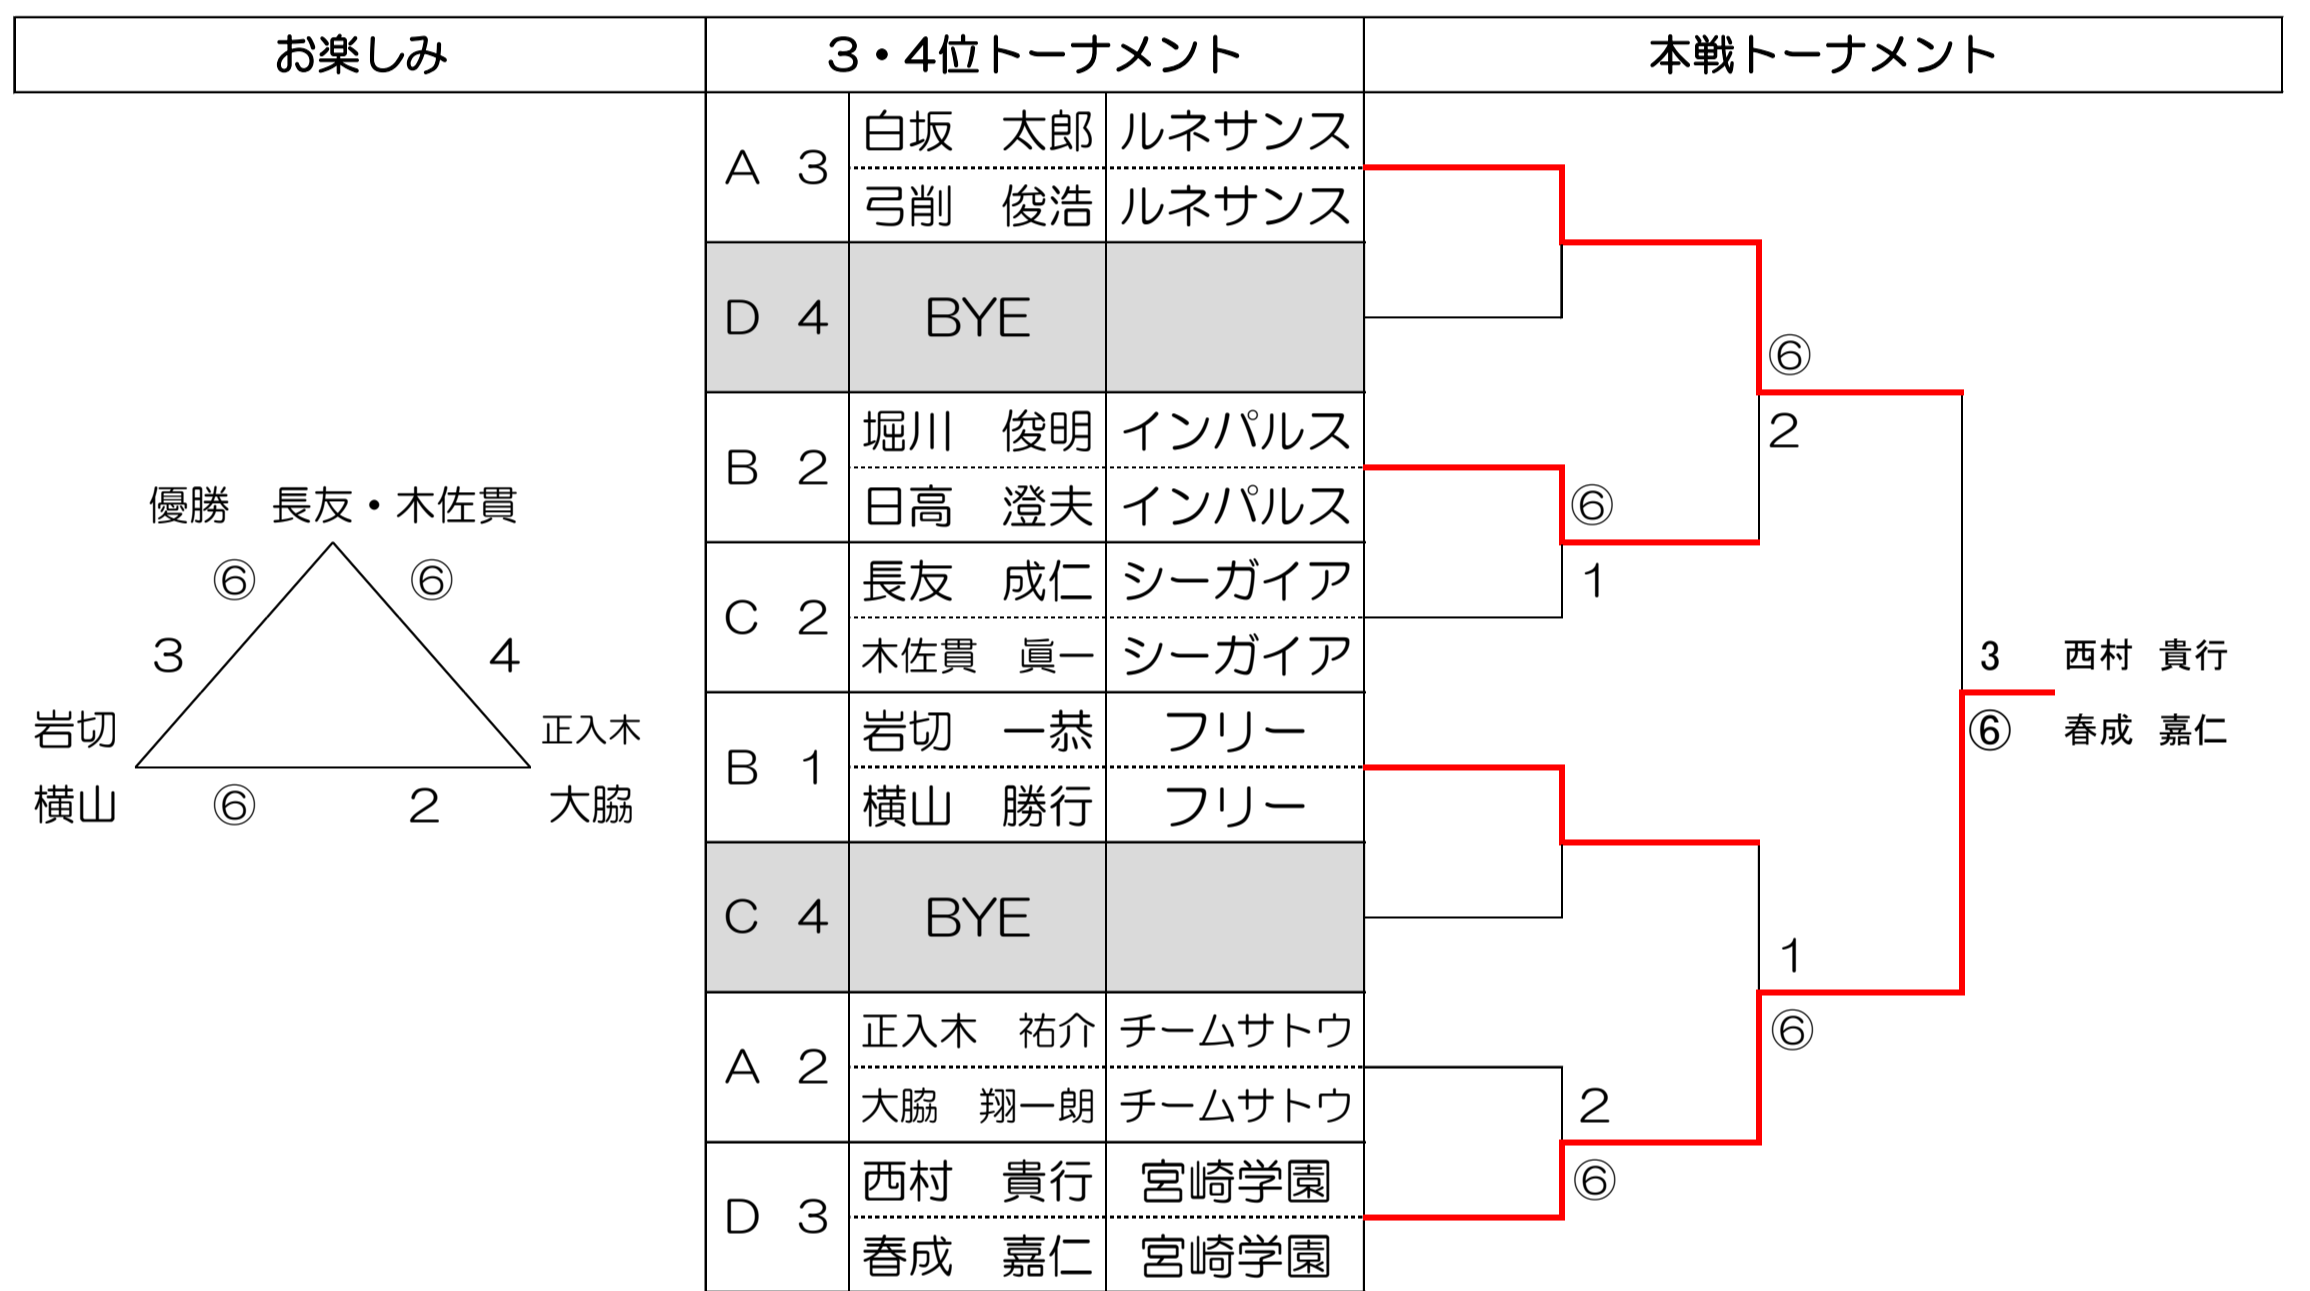 お楽しみ　3・4位トーナメント　本戦トーナメント
A 3　白坂　太郎　ルネサンス
弓削　俊浩　ルネサンス
D 4　BYE
⑥
2
B 2　堀川　俊明　インパルス
日高　澄夫　インパルス
⑥
1
C 2　長友　成仁　シーガイア
木佐貫　眞一　シーガイア
B 1　岩切　一恭　フリー
横山　勝行　フリー
C 4　BYE
1
⑥
A 2　正入木　祐介　チームサトウ
大脇　翔一朗　チームサトウ
2
⑥
D 3　西村　貴行　宮崎学園
春成　嘉仁　宮崎学園
3　西村　貴行
⑥　春成　嘉仁
優勝　長友・木佐貫
⑥　⑥
3　4
岩切　正入木
横山　⑥　2　大脇